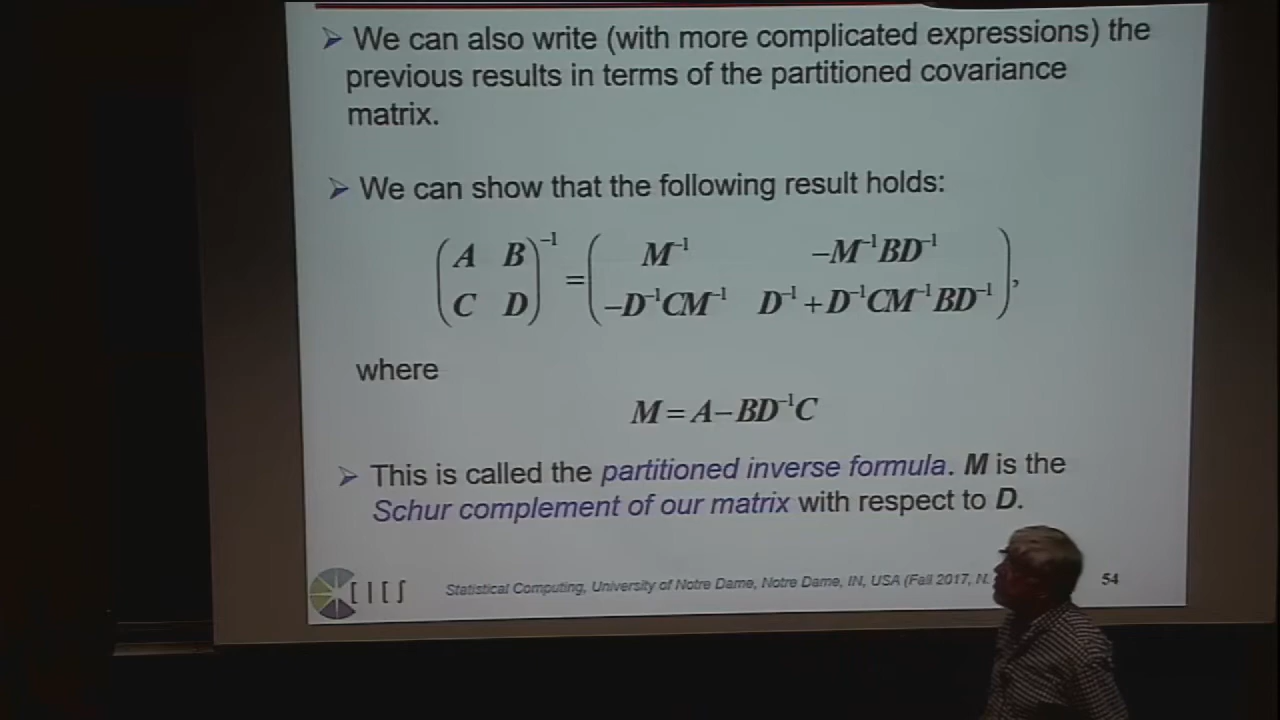 ➢ We can also write (with more complicated expressions) the
previous results in terms of the partitioned covariance
matrix.
➢ We can show that the following result holds:
(A B; C D)⁻¹ = (M⁻¹ −M⁻¹BD⁻¹; −D⁻¹CM⁻¹ D⁻¹+D⁻¹CM⁻¹BD⁻¹),
where
M = A − BD⁻¹C
➢ This is called the partitioned inverse formula. M is the
Schur complement of our matrix with respect to D.
Statistical Computing, University of Notre Dame, Notre Dame, IN, USA (Fall 2017, N. 54